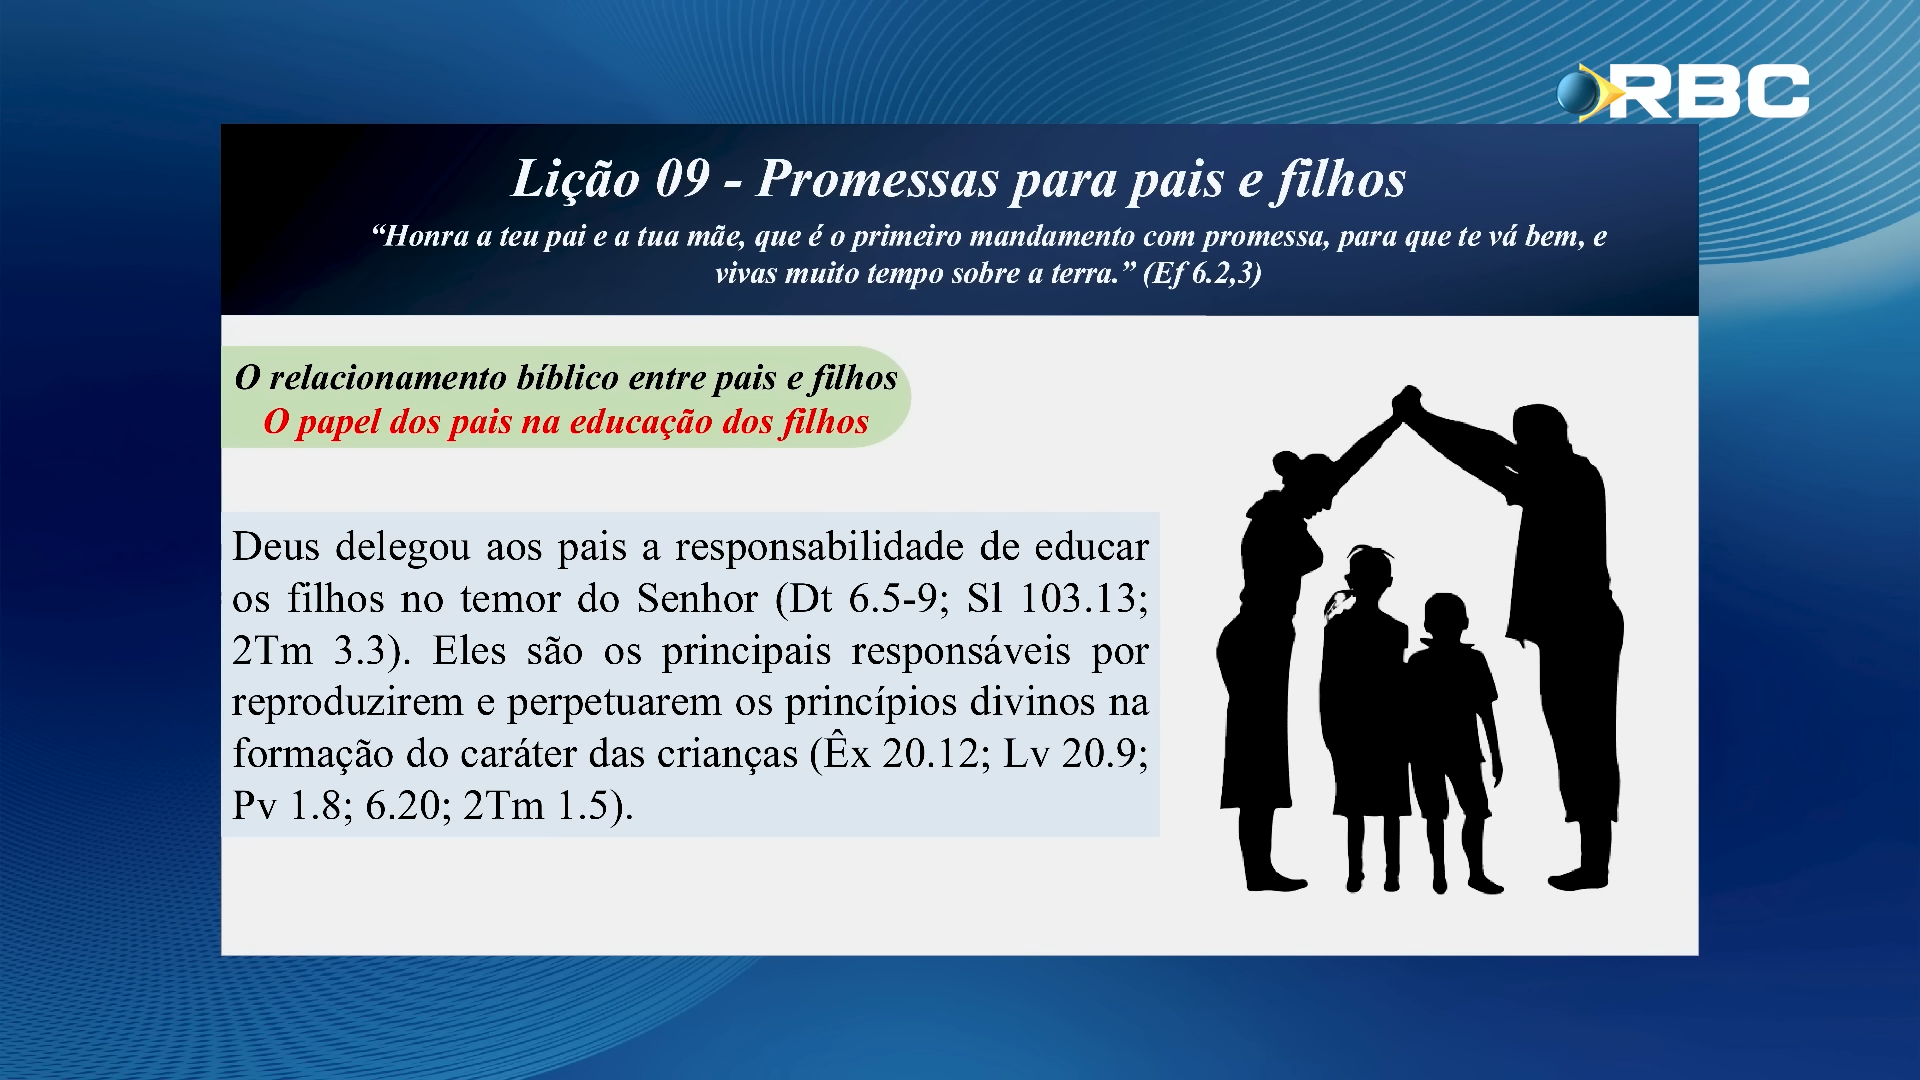 RBC
Lição 09 - Promessas para pais e filhos
“Honra a teu pai e a tua mãe, que é o primeiro mandamento com promessa, para que te vá bem, e
vivas muito tempo sobre a terra.” (Ef 6.2,3)
O relacionamento bíblico entre pais e filhos
O papel dos pais na educação dos filhos
Deus delegou aos pais a responsabilidade de educar
os filhos no temor do Senhor (Dt 6.5-9; Sl 103.13;
2Tm 3.3). Eles são os principais responsáveis por
reproduzirem e perpetuarem os princípios divinos na
formação do caráter das crianças (Êx 20.12; Lv 20.9;
Pv 1.8; 6.20; 2Tm 1.5).